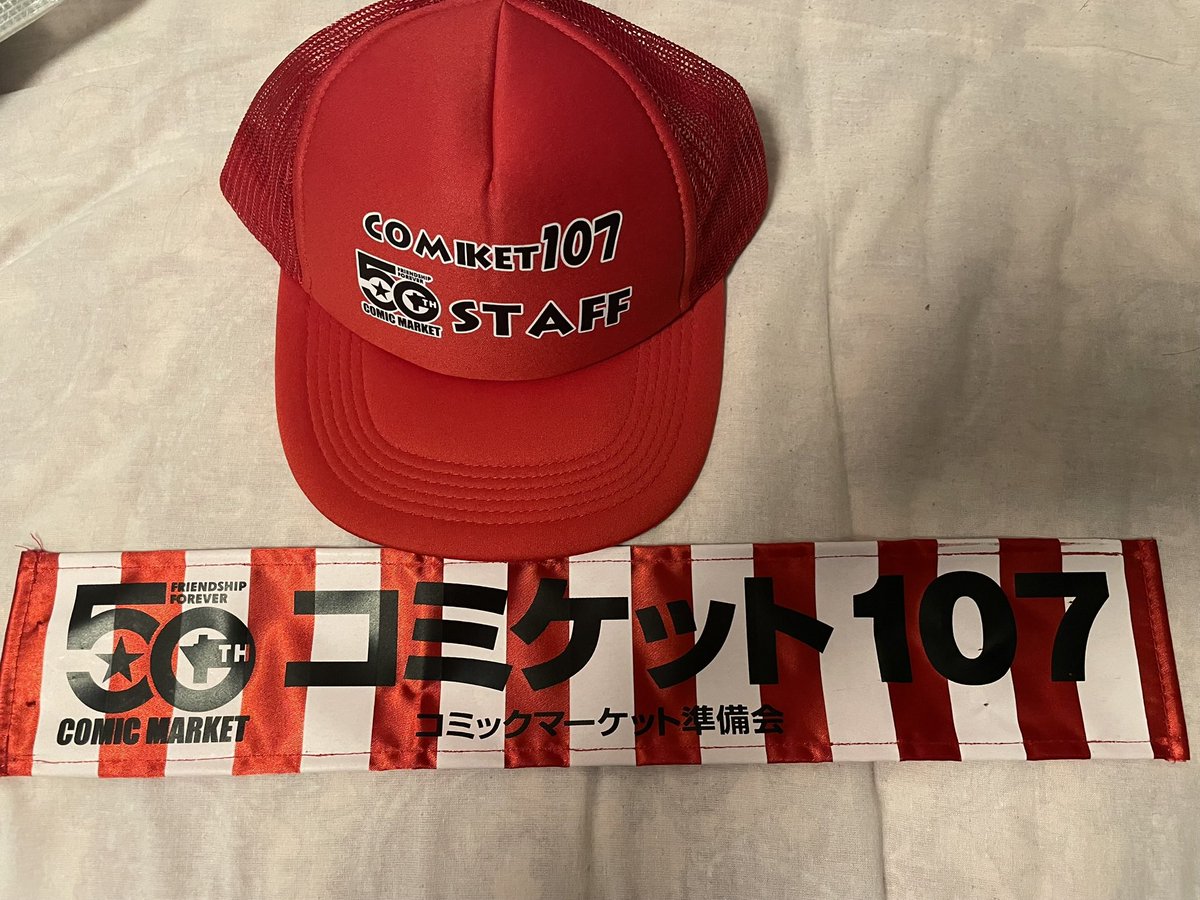 COMIKET107
FRIENDSHIP
FOREVER
50TH
COMIC MARKET
STAFF
FRIENDSHIP
FOREVER
50TH
COMIC MARKET
コミケット107
コミックマーケット準備会